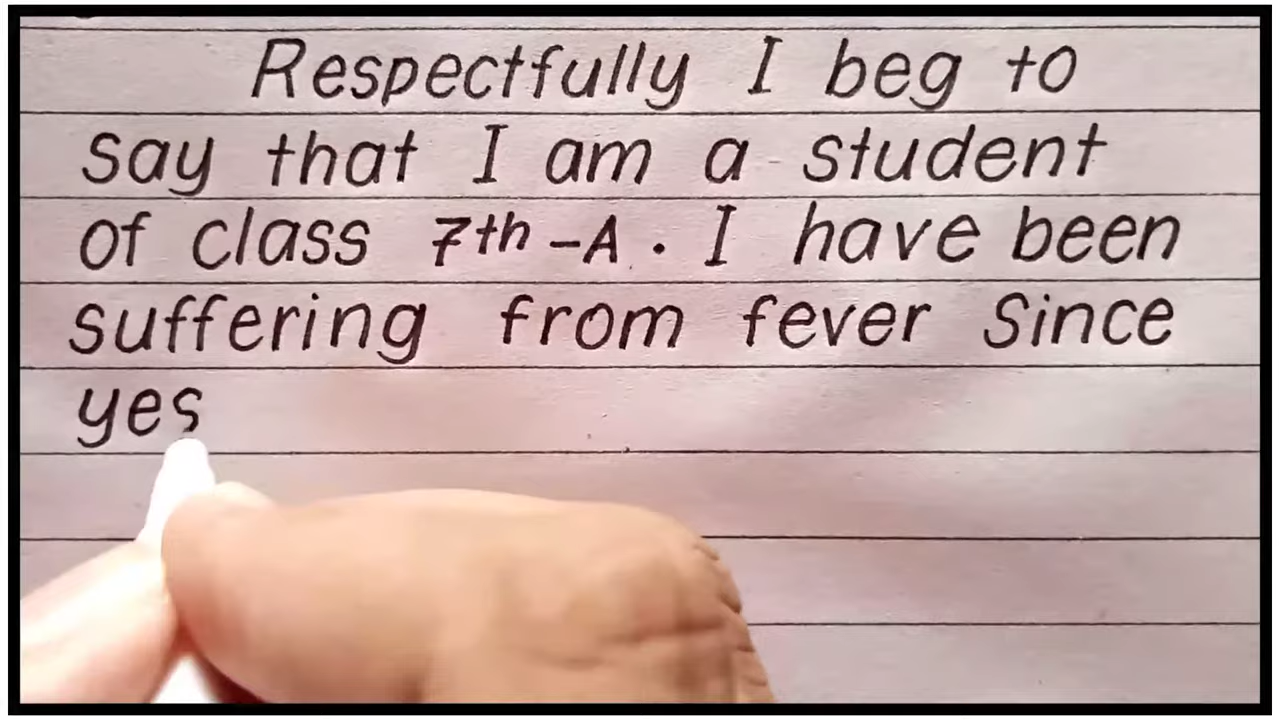 Respectfully I beg to
say that I am a student
of class 7th-A. I have been
suffering from fever Since
yes